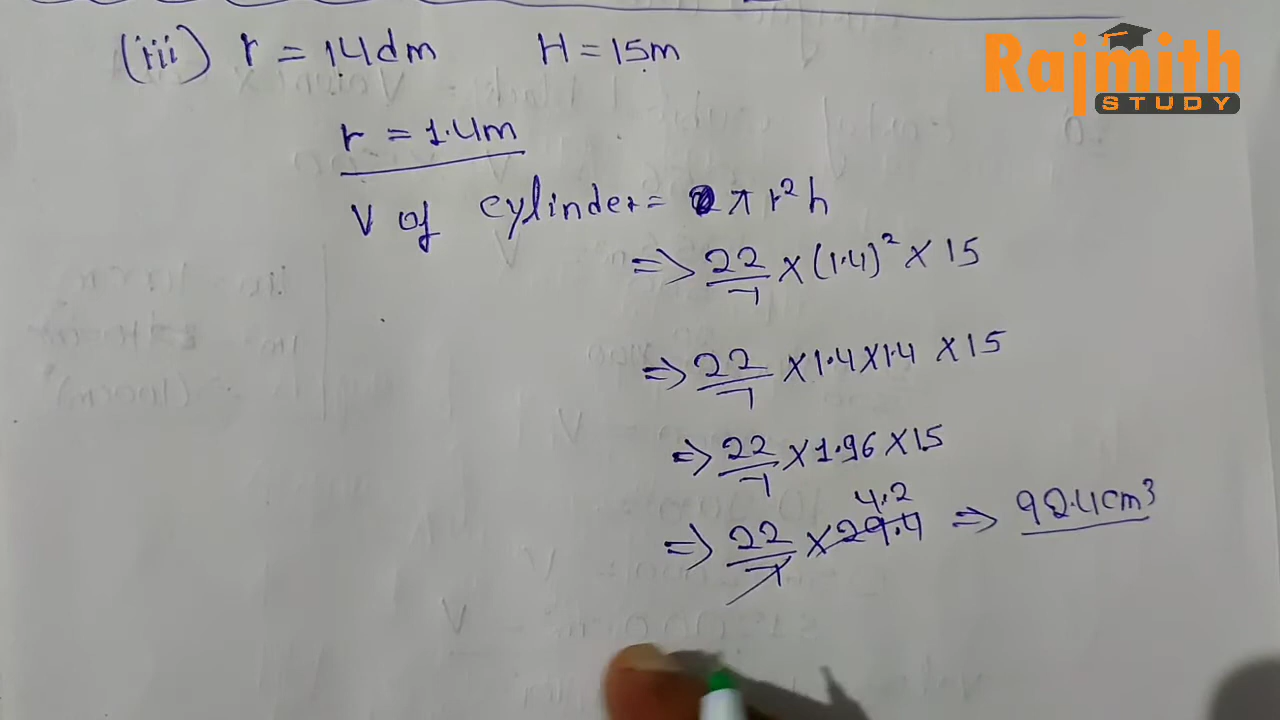 (iii) r = 14dm H = 15m
Rajmith
STUDY
r = 1.4m
V of cylinder = π r² h
=> 22/7 × (1.4)² × 15
=> 22/7 × 1.4 × 1.4 × 15
=> 22/7 × 1.96 × 15
4.2
=> 22/7 × 29.4 => 92.4cm³